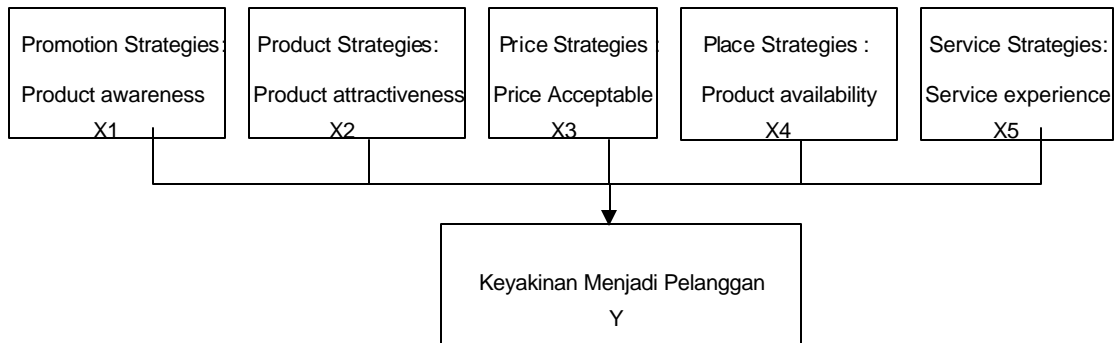 Promotion Strategies:
Product awareness
X1
Product Strategies:
Product attractiveness
X2
Price Strategies :
Price Acceptable
X3
Place Strategies :
Product availability
X4
Service Strategies:
Service experience
X5
Keyakinan Menjadi Pelanggan
Y